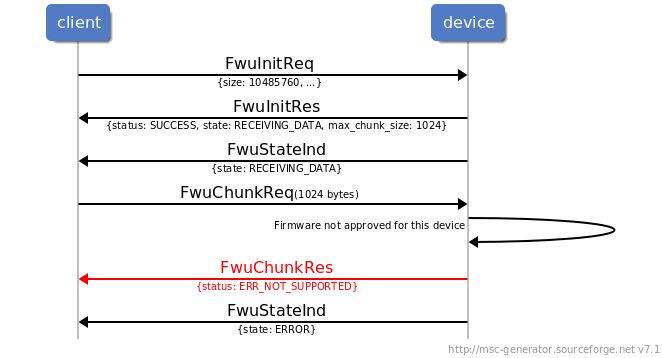 client device
FwuInitReq
{size: 10485760, ...}
FwuInitRes
{status: SUCCESS, state: RECEIVING_DATA, max_chunk_size: 1024}
FwuStateInd
{state: RECEIVING_DATA}
FwuChunkReq(1024 bytes)
Firmware not approved for this device
FwuChunkRes
{status: ERR_NOT_SUPPORTED}
FwuStateInd
{state: ERROR}
http://msc-generator.sourceforge.net v7.1